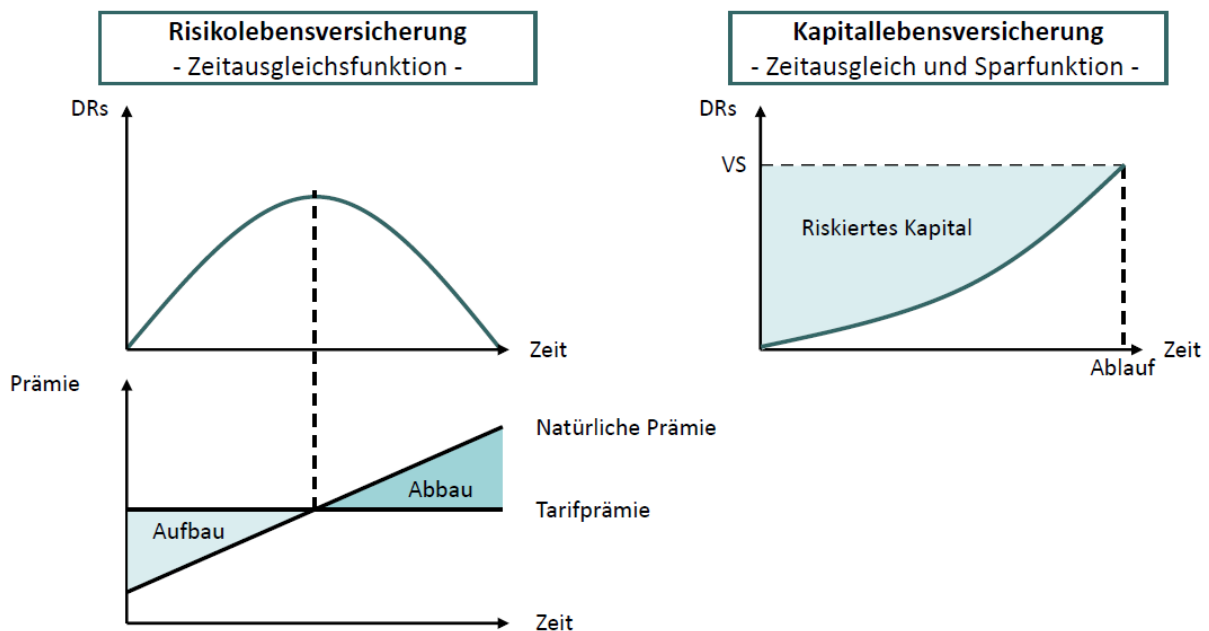 Risikolebensversicherung
- Zeitausgleichsfunktion -
DRs
Zeit
Prämie
Natürliche Prämie
Abbau
Tarifprämie
Aufbau
Zeit
Kapitallebensversicherung
- Zeitausgleich und Sparfunktion -
DRs
VS
Riskiertes Kapital
Zeit
Ablauf